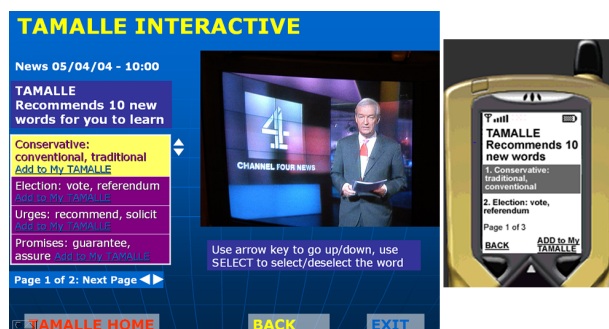 TAMALLE INTERACTIVE
News 05/04/04 - 10:00
TAMALLE
Recommends 10 new
words for you to learn
Conservative:
conventional, traditional
Add to My TAMALLE
Election: vote, referendum
Add to My TAMALLE
Urges: recommend, solicit
Add to My TAMALLE
Promises: guarantee,
assure Add to My TAMALLE
Page 1 of 2: Next Page
4
CHANNEL FOUR NEWS
Use arrow key to go up/down, use
SELECT to select/deselect the word
TAMALLE HOME
BACK
EXIT
TAMALLE
Recommends 10
new words
1. Conservative:
traditional,
conventional
2. Election: vote,
referendum
Page 1 of 3
BACK
ADD to My
TAMALLE